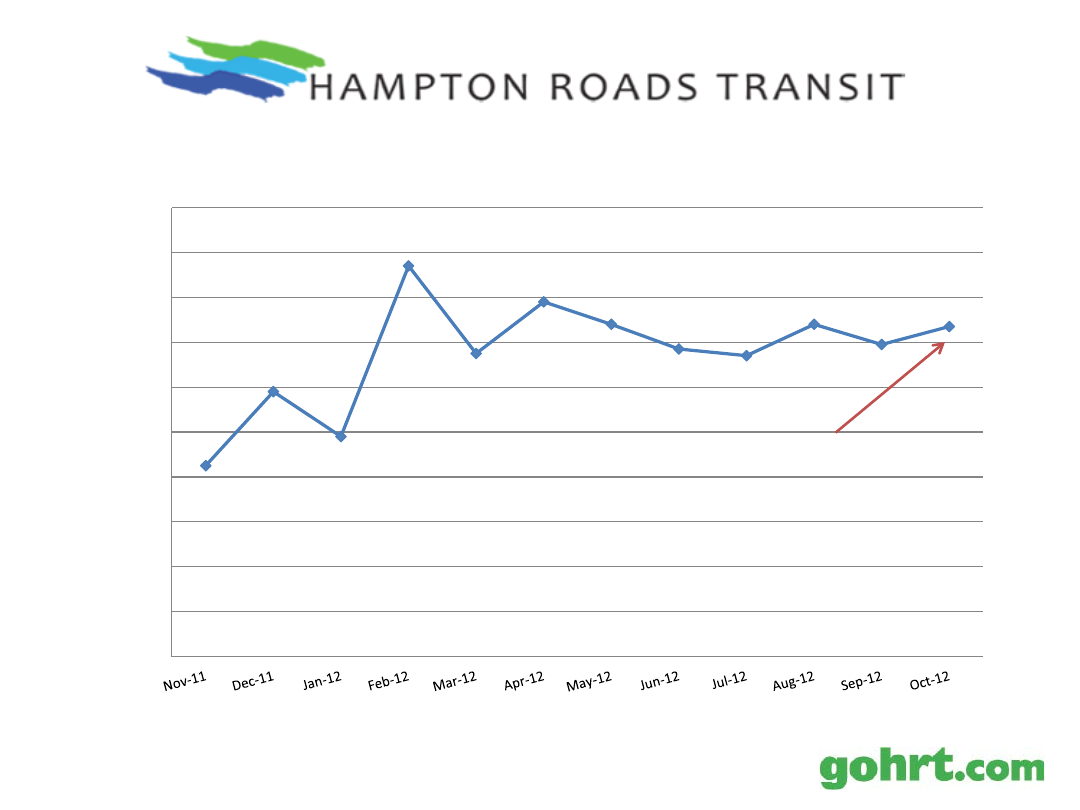 HAMPTON ROADS TRANSIT
Nov-11 Dec-11 Jan-12 Feb-12 Mar-12 Apr-12 May-12 Jun-12 Jul-12 Aug-12 Sep-12 Oct-12
gohrt.com